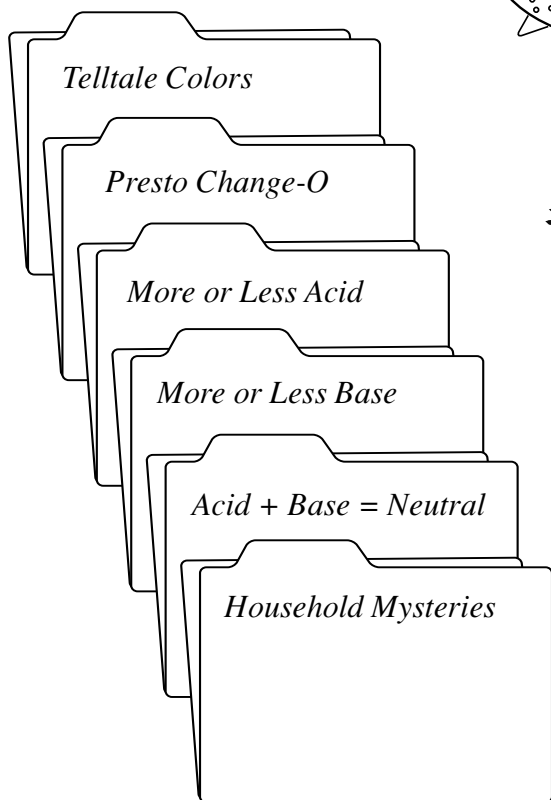 Telltale Colors
Presto Change-O
More or Less Acid
More or Less Base
Acid + Base = Neutral
Household Mysteries